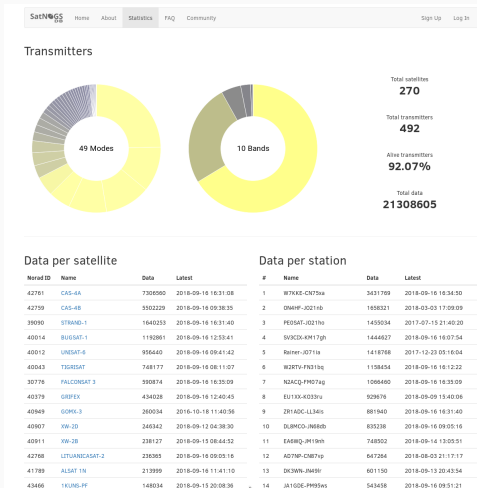 SatNOGS DB Home About Statistics FAQ Community Sign Up Log In
Transmitters
49 Modes
10 Bands
Total satellites
270
Total transmitters
492
Alive transmitters
92.07%
Total data
21308605
Data per satellite
Norad ID Name Data Latest
42761 CAS-4A 7306560 2018-09-16 16:31:08
42759 CAS-4B 5502229 2018-09-16 09:38:35
39090 STRAND-1 1640253 2018-09-16 16:31:40
40014 BUGSAT-1 1192861 2018-09-16 12:53:41
40012 UNISAT-6 956440 2018-09-16 09:41:42
40043 TIGRISAT 748177 2018-09-16 08:11:07
30776 FALCONSAT 3 590874 2018-09-16 16:35:09
40379 GRIFEX 434028 2018-09-16 12:40:45
40949 GOMX-3 260034 2016-10-18 11:40:56
40907 XW-2D 246342 2018-09-12 04:38:30
40911 XW-2B 238127 2018-09-15 08:44:52
42768 LITUANICASAT-2 236365 2018-09-16 09:05:16
41789 ALSAT 1N 213999 2018-09-16 11:41:10
43466 1KUNS-PF 148034 2018-09-15 20:08:36
Data per station
# Name Data Latest
1 W7KKE-CN75xa 3431769 2018-09-16 16:34:50
2 ON4HF-JO21nb 1658321 2018-03-03 17:09:09
3 PE0SAT-JO21ho 1455034 2017-07-15 21:40:20
4 SV3CIX-KM17gh 1444627 2018-09-16 16:07:54
5 Rainer-JO71ix 1418768 2017-12-23 05:16:04
6 W2RTV-FN31bq 1158454 2018-09-16 16:12:22
7 N2ACQ-FM07ag 1066460 2018-09-16 16:35:09
8 EU1XX-KO33ru 929676 2018-09-09 15:40:06
9 ZR1ADC-LL34is 881940 2018-09-16 16:31:40
10 DL8MCO-JN68db 835238 2018-09-16 09:05:16
11 EA6WQ-JM19nh 748502 2018-09-14 13:05:51
12 AD7NP-CN87xp 647264 2018-08-03 21:17:17
13 DK3WN-JN49lr 601150 2018-09-13 20:43:54
14 JA1GDE-PM95ws 543458 2018-09-16 09:51:21